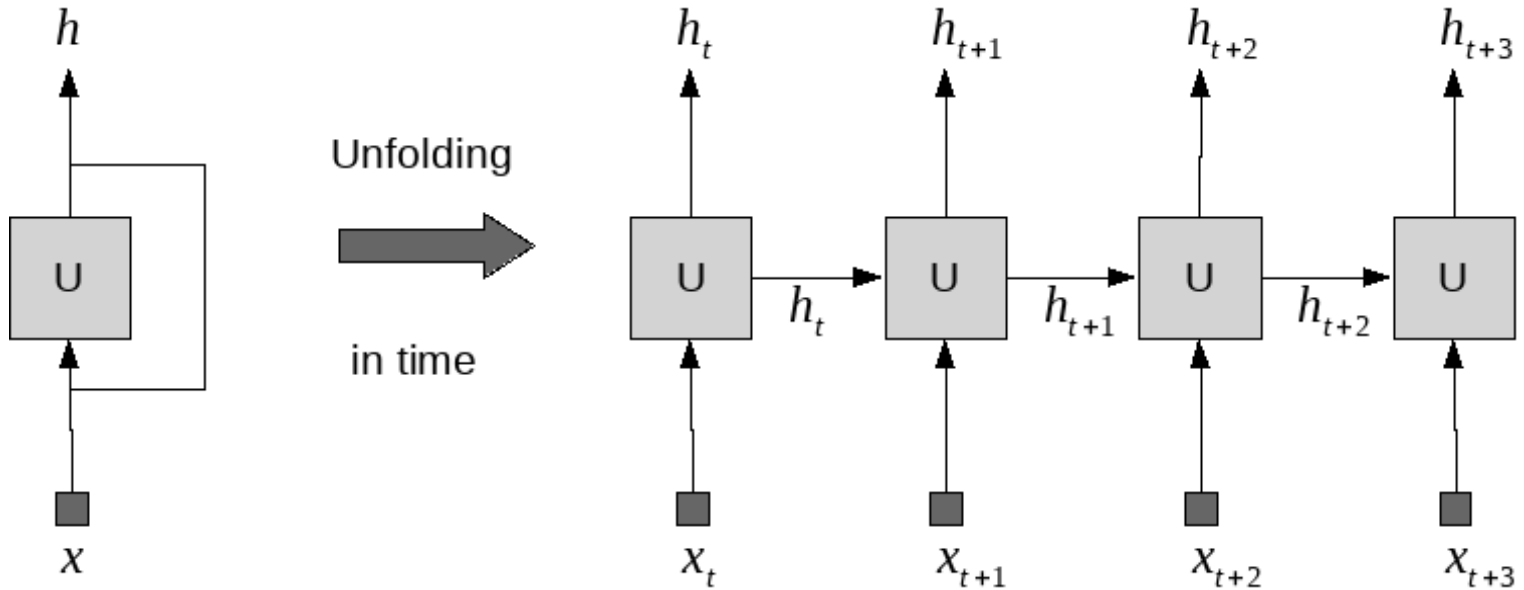 h h_t h_{t+1} h_{t+2} h_{t+3}
Unfolding
U U U U U
h_t h_{t+1} h_{t+2}
in time
x x_t x_{t+1} x_{t+2} x_{t+3}